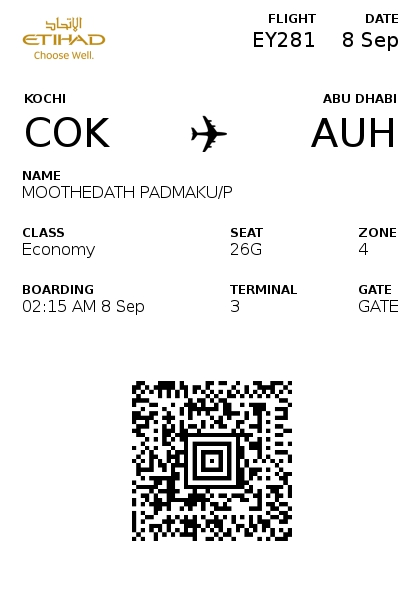 الإتحاد
ETIHAD
Choose Well.
FLIGHT DATE
EY281 8 Sep
KOCHI ABU DHABI
COK AUH
NAME
MOOTHEDATH PADMAKU/P
CLASS SEAT ZONE
Economy 26G 4
BOARDING TERMINAL GATE
02:15 AM 8 Sep 3 GATE